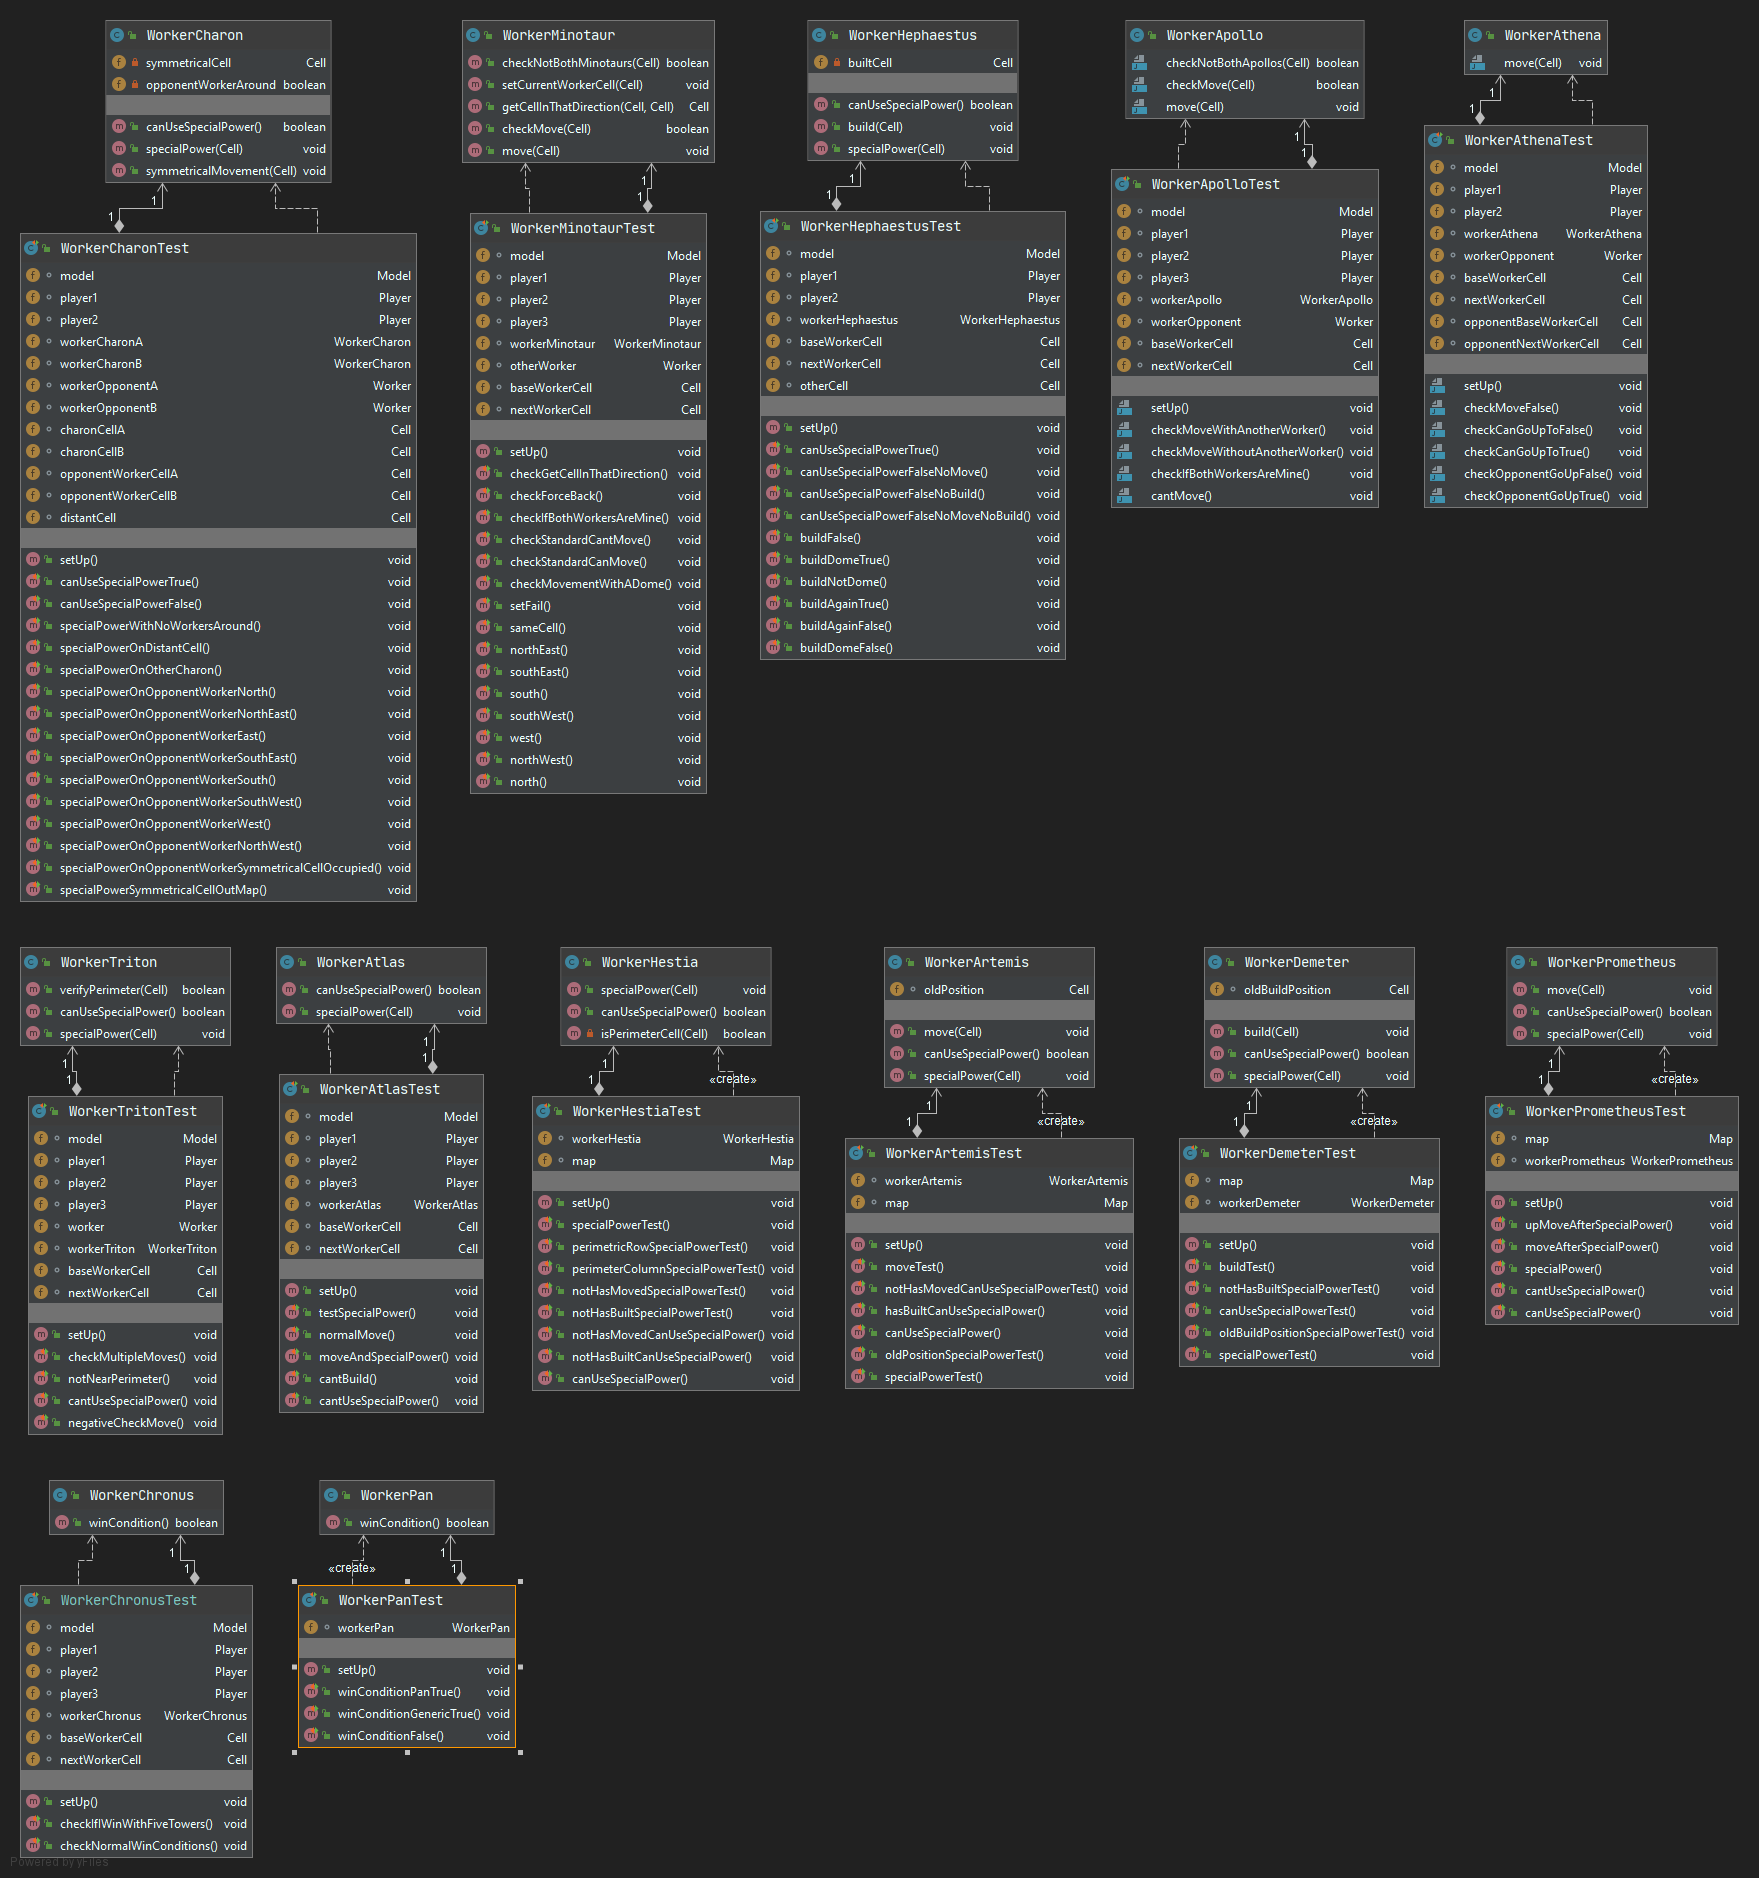 WorkerCharon
symmetricalCell Cell
opponentWorkerAround boolean
canUseSpecialPower() boolean
specialPower(Cell) void
symmetricalMovement(Cell) void
1
1
WorkerCharonTest
model Model
player1 Player
player2 Player
workerCharonA WorkerCharon
workerCharonB WorkerCharon
workerOpponentA Worker
workerOpponentB Worker
charonCellA Cell
charonCellB Cell
opponentWorkerCellA Cell
opponentWorkerCellB Cell
distantCell Cell
setUp() void
canUseSpecialPowerTrue() void
canUseSpecialPowerFalse() void
specialPowerWithNoWorkersAround() void
specialPowerOnDistantCell() void
specialPowerOnOtherCharon() void
specialPowerOnOpponentWorkerNorth() void
specialPowerOnOpponentWorkerNorthEast() void
specialPowerOnOpponentWorkerEast() void
specialPowerOnOpponentWorkerSouthEast() void
specialPowerOnOpponentWorkerSouth() void
specialPowerOnOpponentWorkerSouthWest() void
specialPowerOnOpponentWorkerWest() void
specialPowerOnOpponentWorkerNorthWest() void
specialPowerOnOpponentWorkerSymmetricalCellOccupied() void
specialPowerSymmetricalCellOutMap() void
WorkerMinotaur
checkNotBothMinotaurs(Cell) boolean
setCurrentWorkerCell(Cell) void
getCellInThatDirection(Cell, Cell) Cell
checkMove(Cell) boolean
move(Cell) void
1
1
WorkerMinotaurTest
model Model
player1 Player
player2 Player
player3 Player
workerMinotaur WorkerMinotaur
otherWorker Worker
baseWorkerCell Cell
nextWorkerCell Cell
setUp() void
checkGetCellInThatDirection() void
checkForceBack() void
checkIfBothWorkersAreMine() void
checkStandardCantMove() void
checkStandardCanMove() void
checkMovementWithADome() void
setFail() void
sameCell() void
northEast() void
southEast() void
south() void
southWest() void
west() void
northWest() void
north() void
WorkerHephaestus
builtCell Cell
canUseSpecialPower() boolean
build(Cell) void
specialPower(Cell) void
1
1
WorkerHephaestusTest
model Model
player1 Player
player2 Player
workerHephaestus WorkerHephaestus
baseWorkerCell Cell
nextWorkerCell Cell
otherCell Cell
setUp() void
canUseSpecialPowerTrue() void
canUseSpecialPowerFalseNoMove() void
canUseSpecialPowerFalseNoBuild() void
canUseSpecialPowerFalseNoMoveNoBuild() void
buildFalse() void
buildDomeTrue() void
buildNotDome() void
buildAgainTrue() void
buildAgainFalse() void
buildDomeFalse() void
WorkerApollo
checkNotBothApollos(Cell) boolean
checkMove(Cell) boolean
move(Cell) void
1
1
WorkerApolloTest
model Model
player1 Player
player2 Player
player3 Player
workerApollo WorkerApollo
workerOpponent Worker
baseWorkerCell Cell
nextWorkerCell Cell
setUp() void
checkMoveWithAnotherWorker() void
checkMoveWithoutAnotherWorker() void
checkIfBothWorkersAreMine() void
cantMove() void
WorkerAthena
move(Cell) void
1
1
WorkerAthenaTest
model Model
player1 Player
player2 Player
workerAthena WorkerAthena
workerOpponent Worker
baseWorkerCell Cell
nextWorkerCell Cell
opponentBaseWorkerCell Cell
opponentNextWorkerCell Cell
setUp() void
checkMoveFalse() void
checkCanGoUpToFalse() void
checkCanGoUpToTrue() void
checkOpponentGoUpFalse() void
checkOpponentGoUpTrue() void
WorkerTriton
verifyPerimeter(Cell) boolean
canUseSpecialPower() boolean
specialPower(Cell) void
1
1
WorkerTritonTest
model Model
player1 Player
player2 Player
player3 Player
worker Worker
workerTriton WorkerTriton
baseWorkerCell Cell
nextWorkerCell Cell
setUp() void
checkMultipleMoves() void
notNearPerimeter() void
cantUseSpecialPower() void
negativeCheckMove() void
WorkerAtlas
canUseSpecialPower() boolean
specialPower(Cell) void
1
1
WorkerAtlasTest
model Model
player1 Player
player2 Player
player3 Player
workerAtlas WorkerAtlas
baseWorkerCell Cell
nextWorkerCell Cell
setUp() void
testSpecialPower() void
normalMove() void
moveAndSpecialPower() void
cantBuild() void
cantUseSpecialPower() void
WorkerHestia
specialPower(Cell) void
canUseSpecialPower() boolean
isPerimeterCell(Cell) boolean
1
1
«create»
WorkerHestiaTest
workerHestia WorkerHestia
map Map
setUp() void
specialPowerTest() void
perimetricRowSpecialPowerTest() void
perimeterColumnSpecialPowerTest() void
notHasMovedSpecialPowerTest() void
notHasBuiltSpecialPowerTest() void
notHasMovedCanUseSpecialPower() void
notHasBuiltCanUseSpecialPower() void
canUseSpecialPower() void
WorkerArtemis
oldPosition Cell
move(Cell) void
canUseSpecialPower() boolean
specialPower(Cell) void
1
1
«create»
WorkerArtemisTest
workerArtemis WorkerArtemis
map Map
setUp() void
moveTest() void
notHasMovedCanUseSpecialPowerTest() void
hasBuiltCanUseSpecialPower() void
canUseSpecialPower() void
oldPositionSpecialPowerTest() void
specialPowerTest() void
WorkerDemeter
oldBuildPosition Cell
build(Cell) void
canUseSpecialPower() boolean
specialPower(Cell) void
1
1
«create»
WorkerDemeterTest
map Map
workerDemeter WorkerDemeter
setUp() void
buildTest() void
notHasBuiltSpecialPowerTest() void
canUseSpecialPowerTest() void
oldBuildPositionSpecialPowerTest() void
specialPowerTest() void
WorkerPrometheus
move(Cell) void
canUseSpecialPower() boolean
specialPower(Cell) void
1
1
«create»
WorkerPrometheusTest
map Map
workerPrometheus WorkerPrometheus
setUp() void
upMoveAfterSpecialPower() void
moveAfterSpecialPower() void
specialPower() void
cantUseSpecialPower() void
canUseSpecialPower() void
WorkerChronus
winCondition() boolean
1
1
WorkerChronusTest
model Model
player1 Player
player2 Player
player3 Player
workerChronus WorkerChronus
baseWorkerCell Cell
nextWorkerCell Cell
setUp() void
checkIfIWinWithFiveTowers() void
checkNormalWinConditions() void
WorkerPan
winCondition() boolean
1
1
«create»
WorkerPanTest
workerPan WorkerPan
setUp() void
winConditionPanTrue() void
winConditionGenericTrue() void
winConditionFalse() void
Powered by yFiles